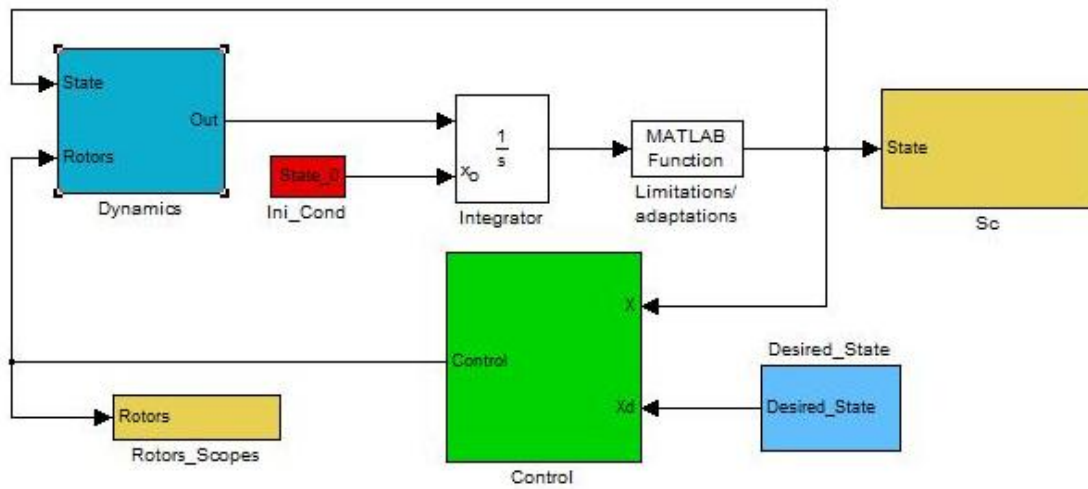 State
Out
Rotors
Dynamics
State_0
Ini_Cond
1
s
xo
Integrator
MATLAB
Function
Limitations/
adaptations
State
Sc
X
Control
Xd
Control
Desired_State
Desired_State
Rotors
Rotors_Scopes